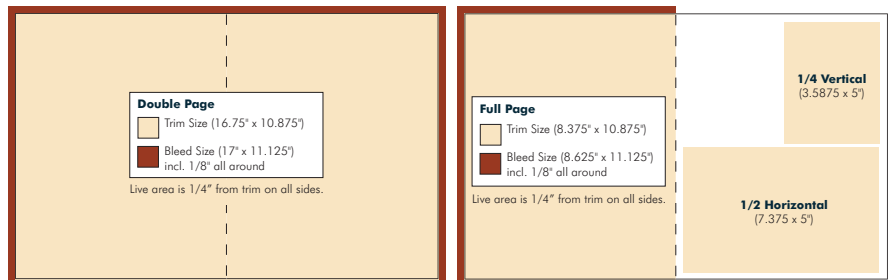 Double Page
Trim Size (16.75" x 10.875")
Bleed Size (17" x 11.125")
incl. 1/8" all around
Live area is 1/4” from trim on all sides.
Full Page
Trim Size (8.375" x 10.875")
Bleed Size (8.625" x 11.125")
incl. 1/8" all around
Live area is 1/4” from trim on all sides.
1/4 Vertical
(3.5875 x 5")
1/2 Horizontal
(7.375 x 5")